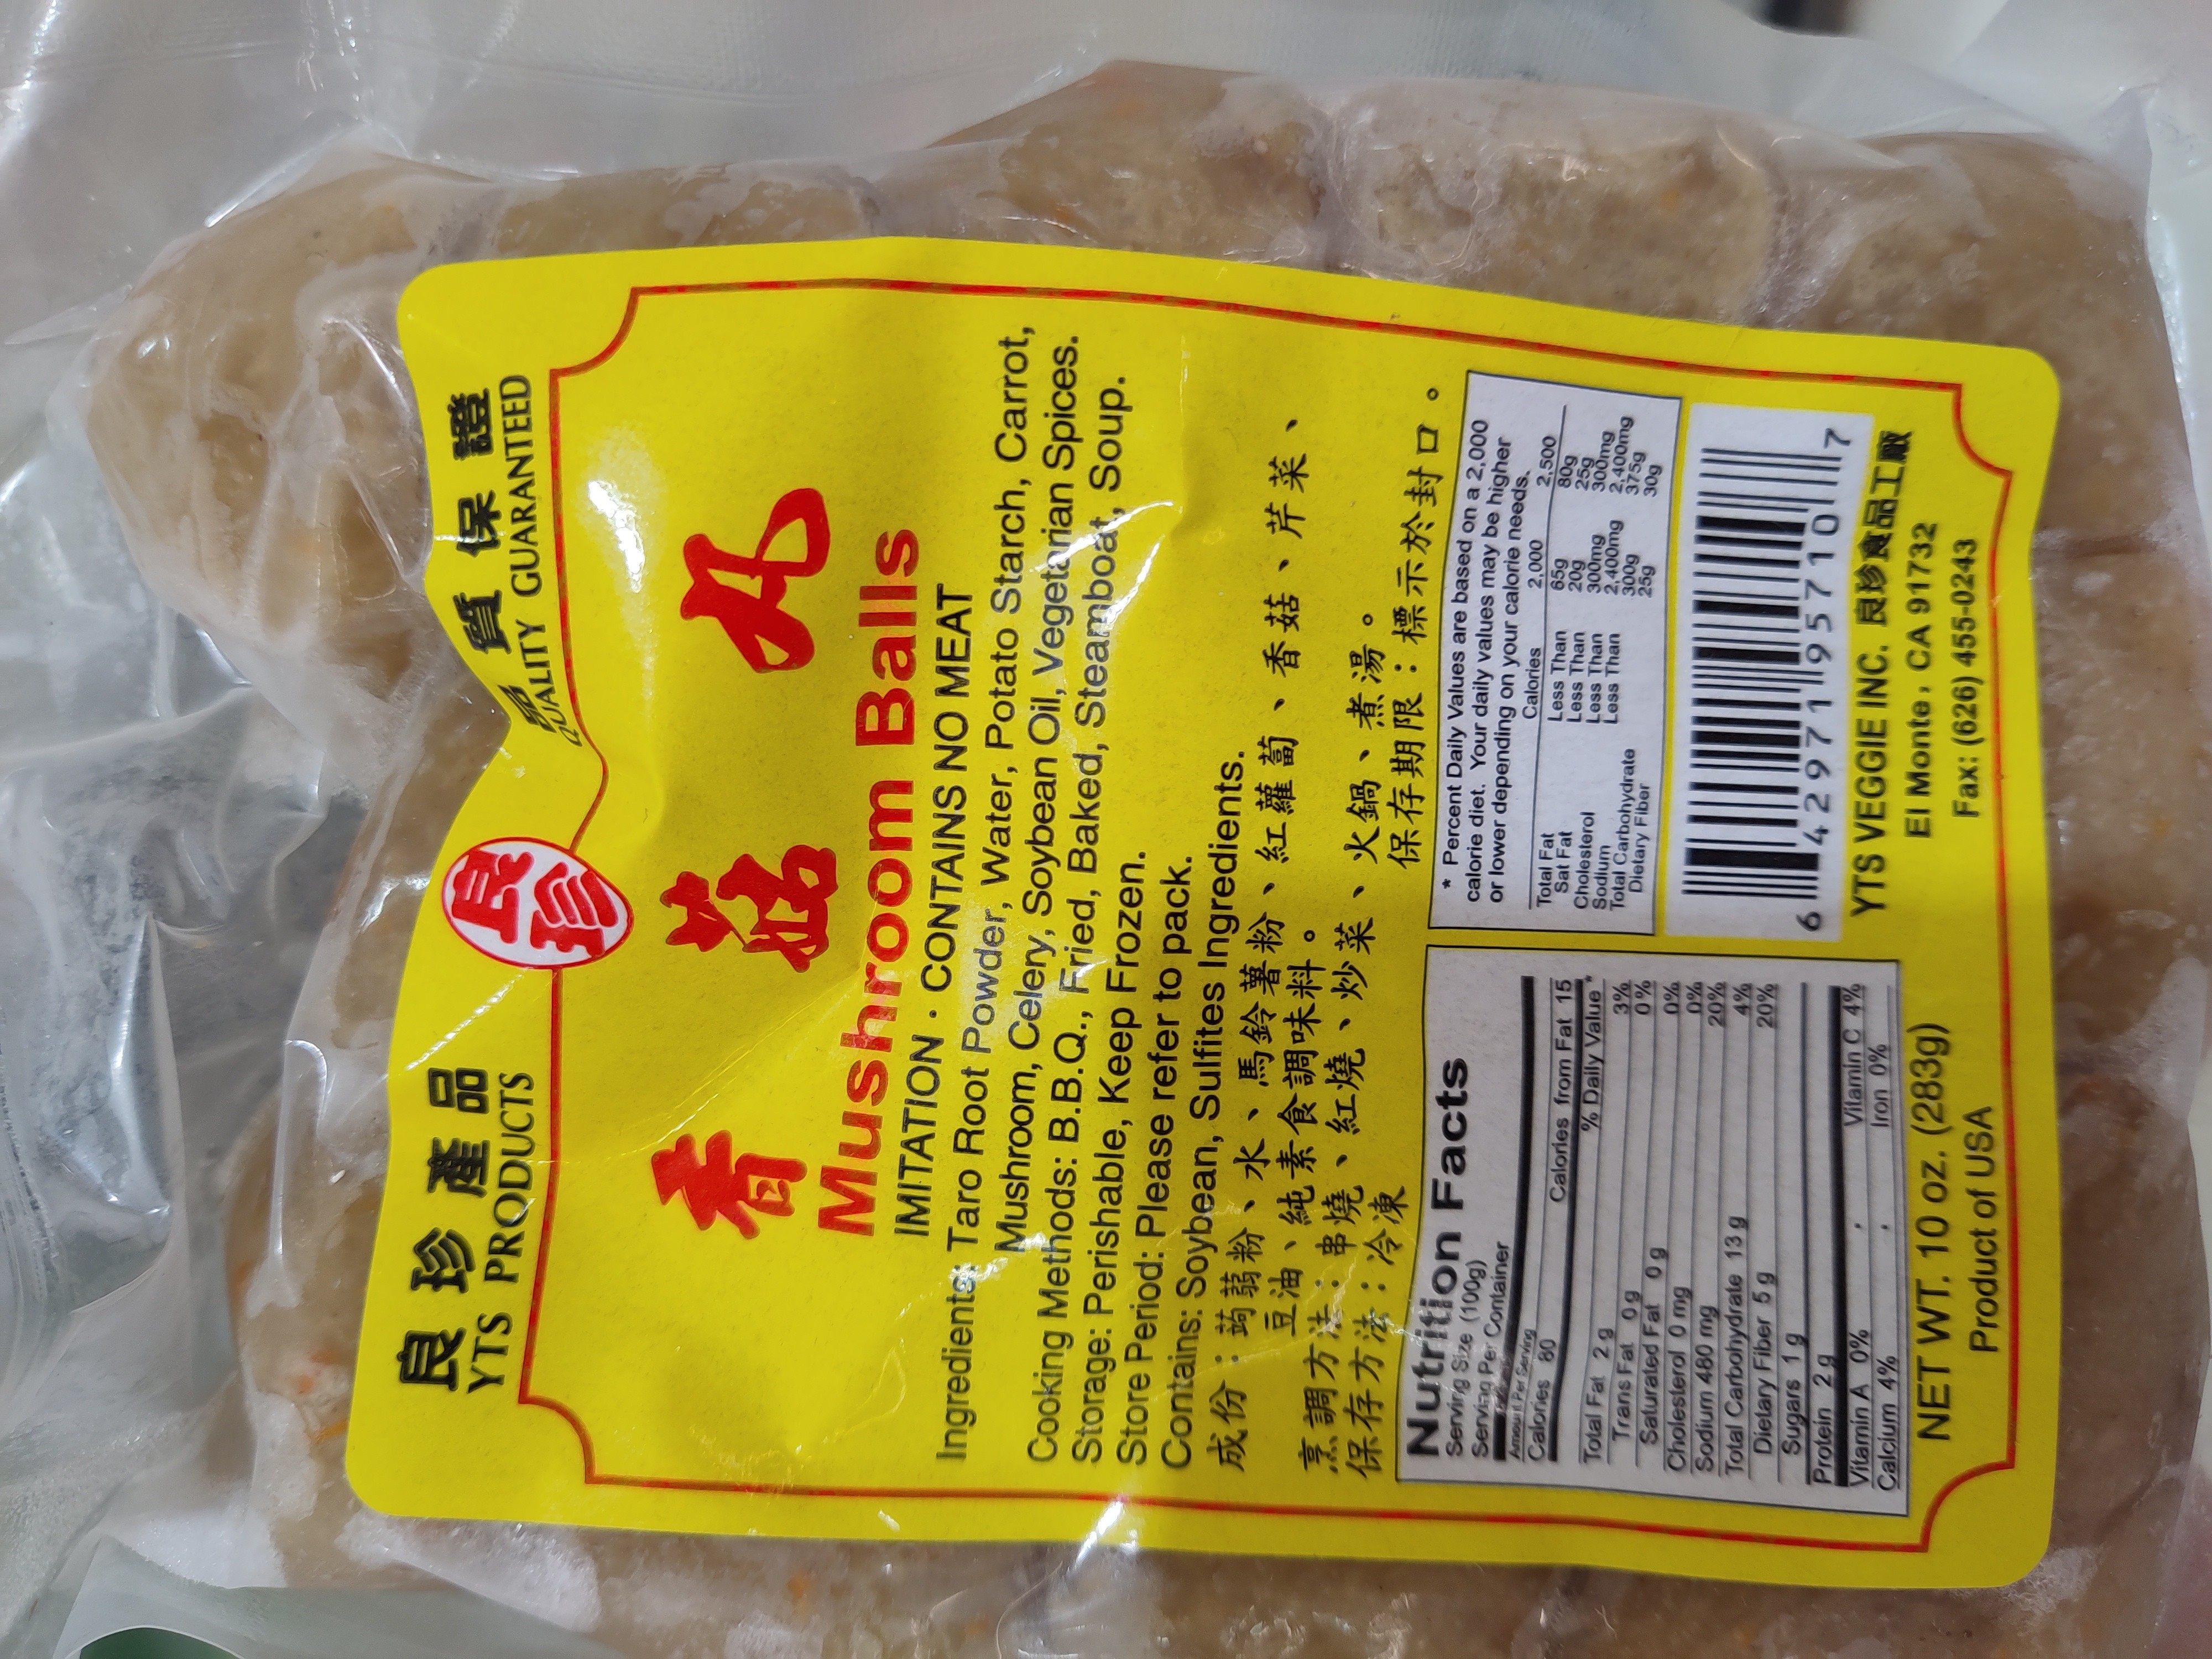 良珍產品
YTS PRODUCTS
良珍
品質保證
QUALITY GUARANTEED
香菇丸
Mushroom Balls
IMITATION · CONTAINS NO MEAT
Ingredients: Taro Root Powder, Water, Potato Starch, Carrot,
Mushroom, Celery, Soybean Oil, Vegetarian Spices.
Cooking Methods: B.B.Q., Fried, Baked, Steamboat, Soup.
Storage: Perishable, Keep Frozen.
Store Period: Please refer to pack.
Contains: Soybean, Sulfites Ingredients.
成份：蒟蒻粉、水、馬鈴薯粉、紅蘿蔔、香菇、芹菜、
豆油、純素食調味料。
烹調方法：串燒、紅燒、炒菜、火鍋、煮湯。
保存方法：冷凍 保存期限：標示於封口。
Nutrition Facts
Serving Size (100g)
Serving Per Container
Amount Per Serving
Calories 80 Calories from Fat 15
% Daily Value*
Total Fat 2 g 3%
Trans Fat 0 g 0%
Saturated Fat 0 g 0%
Cholesterol 0 mg 0%
Sodium 480 mg 20%
Total Carbohydrate 13 g 4%
Dietary Fiber 5 g 20%
Sugars 1 g
Protein 2 g
Vitamin A 0% · Vitamin C 4%
Calcium 4% · Iron 0%
* Percent Daily Values are based on a 2,000
calorie diet. Your daily values may be higher
or lower depending on your calorie needs.
Calories 2,000 2,500
Total Fat Less Than 65g 80g
Sat Fat Less Than 20g 25g
Cholesterol Less Than 300mg 300mg
Sodium Less Than 2,400mg 2,400mg
Total Carbohydrate 300g 375g
Dietary Fiber 25g 30g
6 42971 95710 7
NET WT. 10 oz. (283g)
Product of USA
YTS VEGGIE INC. 良珍食品工廠
El Monte, CA 91732
Fax: (626) 455-0243